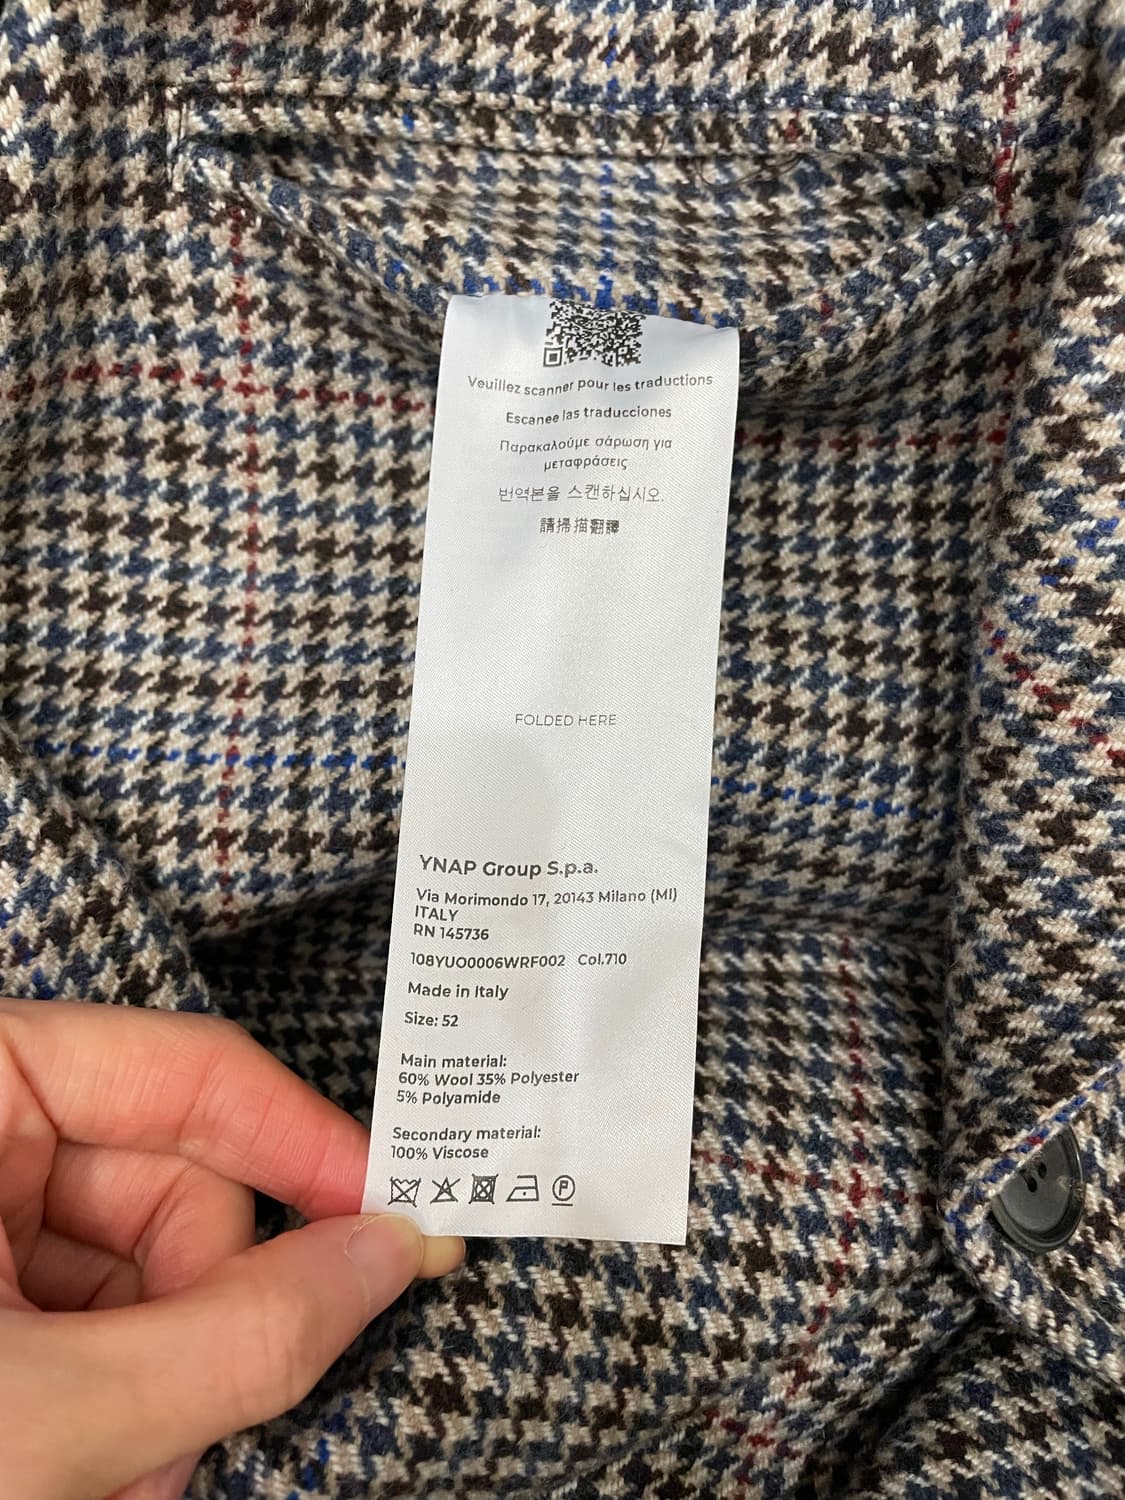 Veuillez scanner pour les traductions
Escanee las traducciones
Παρακαλούμε σάρωση για
μεταφράσεις
번역본을 스캔하십시오.
請掃描翻譯
FOLDED HERE
YNAP Group S.p.a.
Via Morimondo 17, 20143 Milano (MI)
ITALY
RN 145736
108YUO0006WRF002 Col.710
Made in Italy
Size: 52
Main material:
60% Wool 35% Polyester
5% Polyamide
Secondary material:
100% Viscose
P